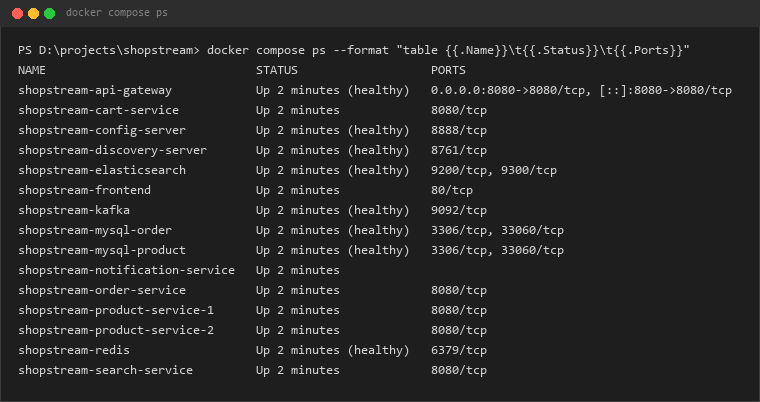 docker compose ps
PS D:\projects\shopstream> docker compose ps --format "table {{.Name}}\t{{.Status}}\t{{.Ports}}"
NAME STATUS PORTS
shopstream-api-gateway Up 2 minutes (healthy) 0.0.0.0:8080->8080/tcp, [::]:8080->8080/tcp
shopstream-cart-service Up 2 minutes 8080/tcp
shopstream-config-server Up 2 minutes (healthy) 8888/tcp
shopstream-discovery-server Up 2 minutes (healthy) 8761/tcp
shopstream-elasticsearch Up 2 minutes (healthy) 9200/tcp, 9300/tcp
shopstream-frontend Up 2 minutes 80/tcp
shopstream-kafka Up 2 minutes (healthy) 9092/tcp
shopstream-mysql-order Up 2 minutes (healthy) 3306/tcp, 33060/tcp
shopstream-mysql-product Up 2 minutes (healthy) 3306/tcp, 33060/tcp
shopstream-notification-service Up 2 minutes
shopstream-order-service Up 2 minutes 8080/tcp
shopstream-product-service-1 Up 2 minutes 8080/tcp
shopstream-product-service-2 Up 2 minutes 8080/tcp
shopstream-redis Up 2 minutes (healthy) 6379/tcp
shopstream-search-service Up 2 minutes 8080/tcp